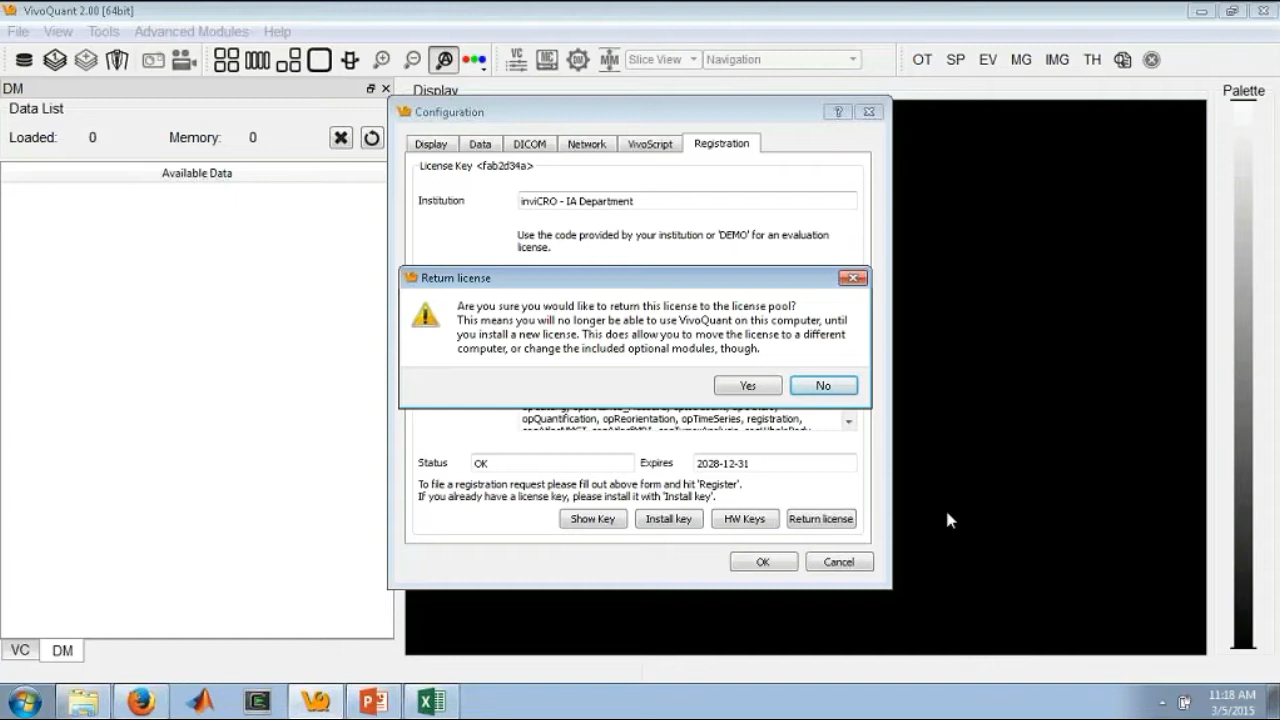 VivoQuant 2.00 [64bit]
File View Tools Advanced Modules Help
VC MC DM MM Slice View Navigation OT SP EV MG IMG TH
DM
Display
Palette
Data List
Loaded: 0 Memory: 0
Available Data
Configuration
Display Data DICOM Network VivoScript Registration
License Key <fab2d34a>
Institution inviCRO - IA Department
Use the code provided by your institution or 'DEMO' for an evaluation
license.
Return license
Are you sure you would like to return this license to the license pool?
This means you will no longer be able to use VivoQuant on this computer, until
you install a new license. This does allow you to move the license to a different
computer, or change the included optional modules, though.
Yes No
opQuantification, opReorientation, opTimeSeries, registration,
Status OK Expires 2028-12-31
To file a registration request please fill out above form and hit 'Register'.
If you already have a license key, please install it with 'Install key'.
Show Key Install key HW Keys Return license
OK Cancel
VC DM
11:18 AM
3/5/2015